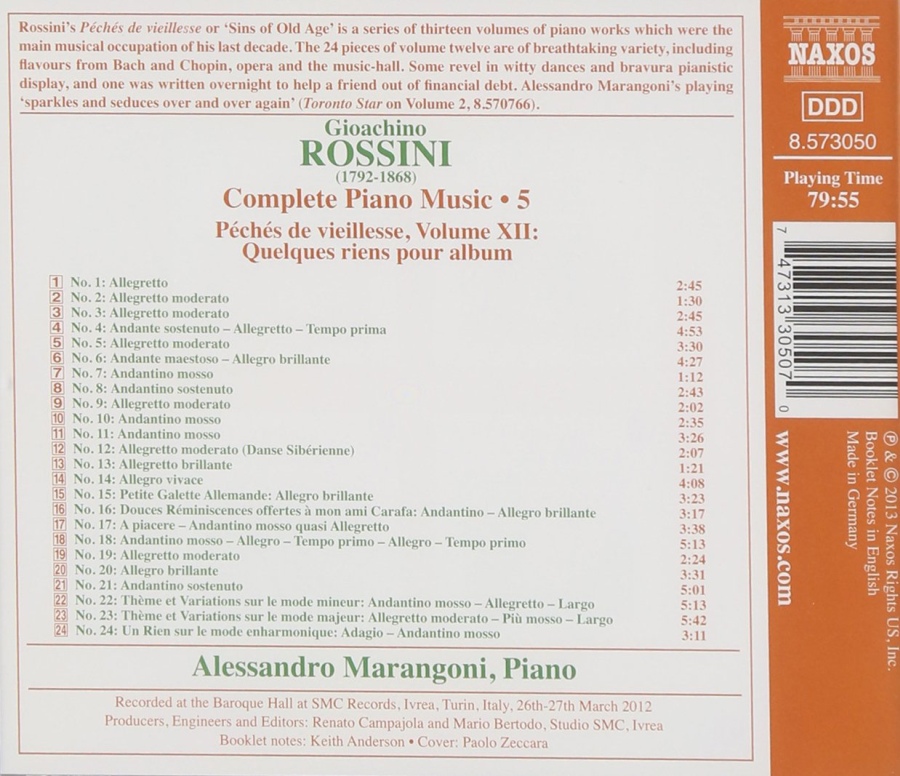 Rossini's Péchés de vieillesse or 'Sins of Old Age' is a series of thirteen volumes of piano works which were the
main musical occupation of his last decade. The 24 pieces of volume twelve are of breathtaking variety, including
flavours from Bach and Chopin, opera and the music-hall. Some revel in witty dances and bravura pianistic
display, and one was written overnight to help a friend out of financial debt. Alessandro Marangoni's playing
'sparkles and seduces over and over again' (Toronto Star on Volume 2, 8.570766).
Gioachino
ROSSINI
(1792-1868)
Complete Piano Music • 5
Péchés de vieillesse, Volume XII:
Quelques riens pour album
1 No. 1: Allegretto 2:45
2 No. 2: Allegretto moderato 1:30
3 No. 3: Allegretto moderato 2:45
4 No. 4: Andante sostenuto – Allegretto – Tempo prima 4:53
5 No. 5: Allegretto moderato 3:30
6 No. 6: Andante maestoso – Allegro brillante 4:27
7 No. 7: Andantino mosso 1:12
8 No. 8: Andantino sostenuto 2:43
9 No. 9: Allegretto moderato 2:02
10 No. 10: Andantino mosso 2:35
11 No. 11: Andantino mosso 3:26
12 No. 12: Allegretto moderato (Danse Sibérienne) 2:07
13 No. 13: Allegretto brillante 1:21
14 No. 14: Allegro vivace 4:08
15 No. 15: Petite Galette Allemande: Allegro brillante 3:23
16 No. 16: Douces Réminiscences offertes à mon ami Carafa: Andantino – Allegro brillante 3:17
17 No. 17: A piacere – Andantino mosso quasi Allegretto 3:38
18 No. 18: Andantino mosso – Allegro – Tempo primo – Allegro – Tempo primo 5:13
19 No. 19: Allegretto moderato 2:24
20 No. 20: Allegro brillante 3:31
21 No. 21: Andantino sostenuto 5:01
22 No. 22: Thème et Variations sur le mode mineur: Andantino mosso – Allegretto – Largo 5:13
23 No. 23: Thème et Variations sur le mode majeur: Allegretto moderato – Più mosso – Largo 5:42
24 No. 24: Un Rien sur le mode enharmonique: Adagio – Andantino mosso 3:11
Alessandro Marangoni, Piano
Recorded at the Baroque Hall at SMC Records, Ivrea, Turin, Italy, 26th-27th March 2012
Producers, Engineers and Editors: Renato Campajola and Mario Bertodo, Studio SMC, Ivrea
Booklet notes: Keith Anderson • Cover: Paolo Zeccara
NAXOS
DDD
8.573050
Playing Time
79:55
7 47313 30507 0
℗ & © 2013 Naxos Rights US, Inc.
Booklet Notes in English
Made in Germany
www.naxos.com